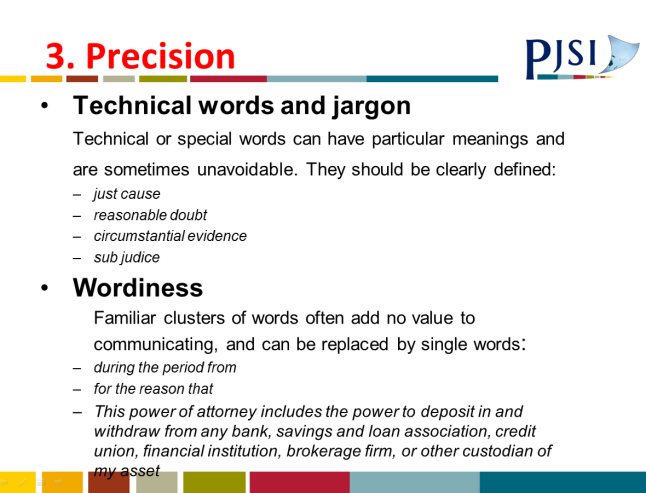 3. Precision
PJSI
• Technical words and jargon
Technical or special words can have particular meanings and
are sometimes unavoidable. They should be clearly defined:
– just cause
– reasonable doubt
– circumstantial evidence
– sub judice
• Wordiness
Familiar clusters of words often add no value to
communicating, and can be replaced by single words:
– during the period from
– for the reason that
– This power of attorney includes the power to deposit in and
withdraw from any bank, savings and loan association, credit
union, financial institution, brokerage firm, or other custodian of
my asset